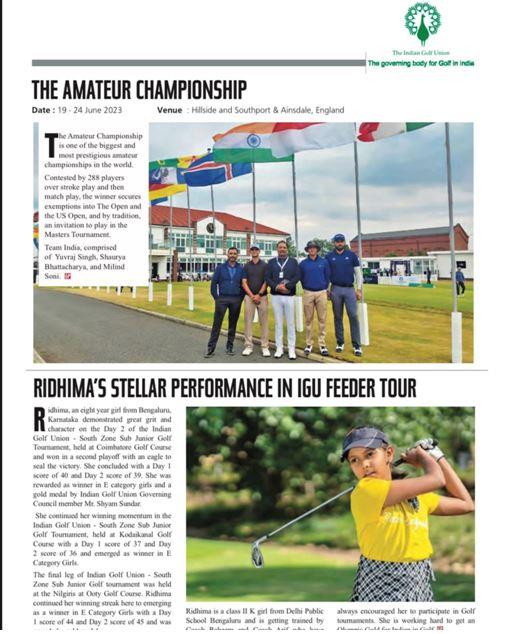 The Indian Golf Union
The governing body for Golf in India
THE AMATEUR CHAMPIONSHIP
Date : 19 - 24 June 2023 Venue : Hillside and Southport & Ainsdale, England
The Amateur Championship
is one of the biggest and
most prestigious amateur
championships in the world.
Contested by 288 players
over stroke play and then
match play, the winner secures
exemptions into The Open and
the US Open, and by tradition,
an invitation to play in the
Masters Tournament.
Team India, comprised
of Yuvraj Singh, Shaurya
Bhattacharya, and Milind
Soni.
RIDHIMA'S STELLAR PERFORMANCE IN IGU FEEDER TOUR
Ridhima, an eight year girl from Bengaluru,
Karnataka demonstrated great grit and
character on the Day 2 of the Indian
Golf Union - South Zone Sub Junior Golf
Tournament, held at Coimbatore Golf Course
and won in a second playoff with an eagle to
seal the victory. She concluded with a Day 1
score of 40 and Day 2 score of 39. She was
rewarded as winner in E category girls and a
gold medal by Indian Golf Union Governing
Council member Mr. Shyam Sundar.
She continued her winning momentum in the
Indian Golf Union - South Zone Sub Junior
Golf Tournament, held at Kodaikanal Golf
Course with a Day 1 score of 37 and Day
2 score of 36 and emerged as winner in E
Category Girls.
The final leg of Indian Golf Union - South
Zone Sub Junior Golf tournament was held
at the Nilgiris at Ooty Golf Course. Ridhima
continued her winning streak here to emerging
as a winner in E Category Girls with a Day
1 score of 44 and Day 2 score of 45 and was
Ridhima is a class II K girl from Delhi Public
School Bengaluru and is getting trained by
Coach Bahram and Coach Asif who have
always encouraged her to participate in Golf
tournaments. She is working hard to get an
Olympic Gold for Indian in Golf.